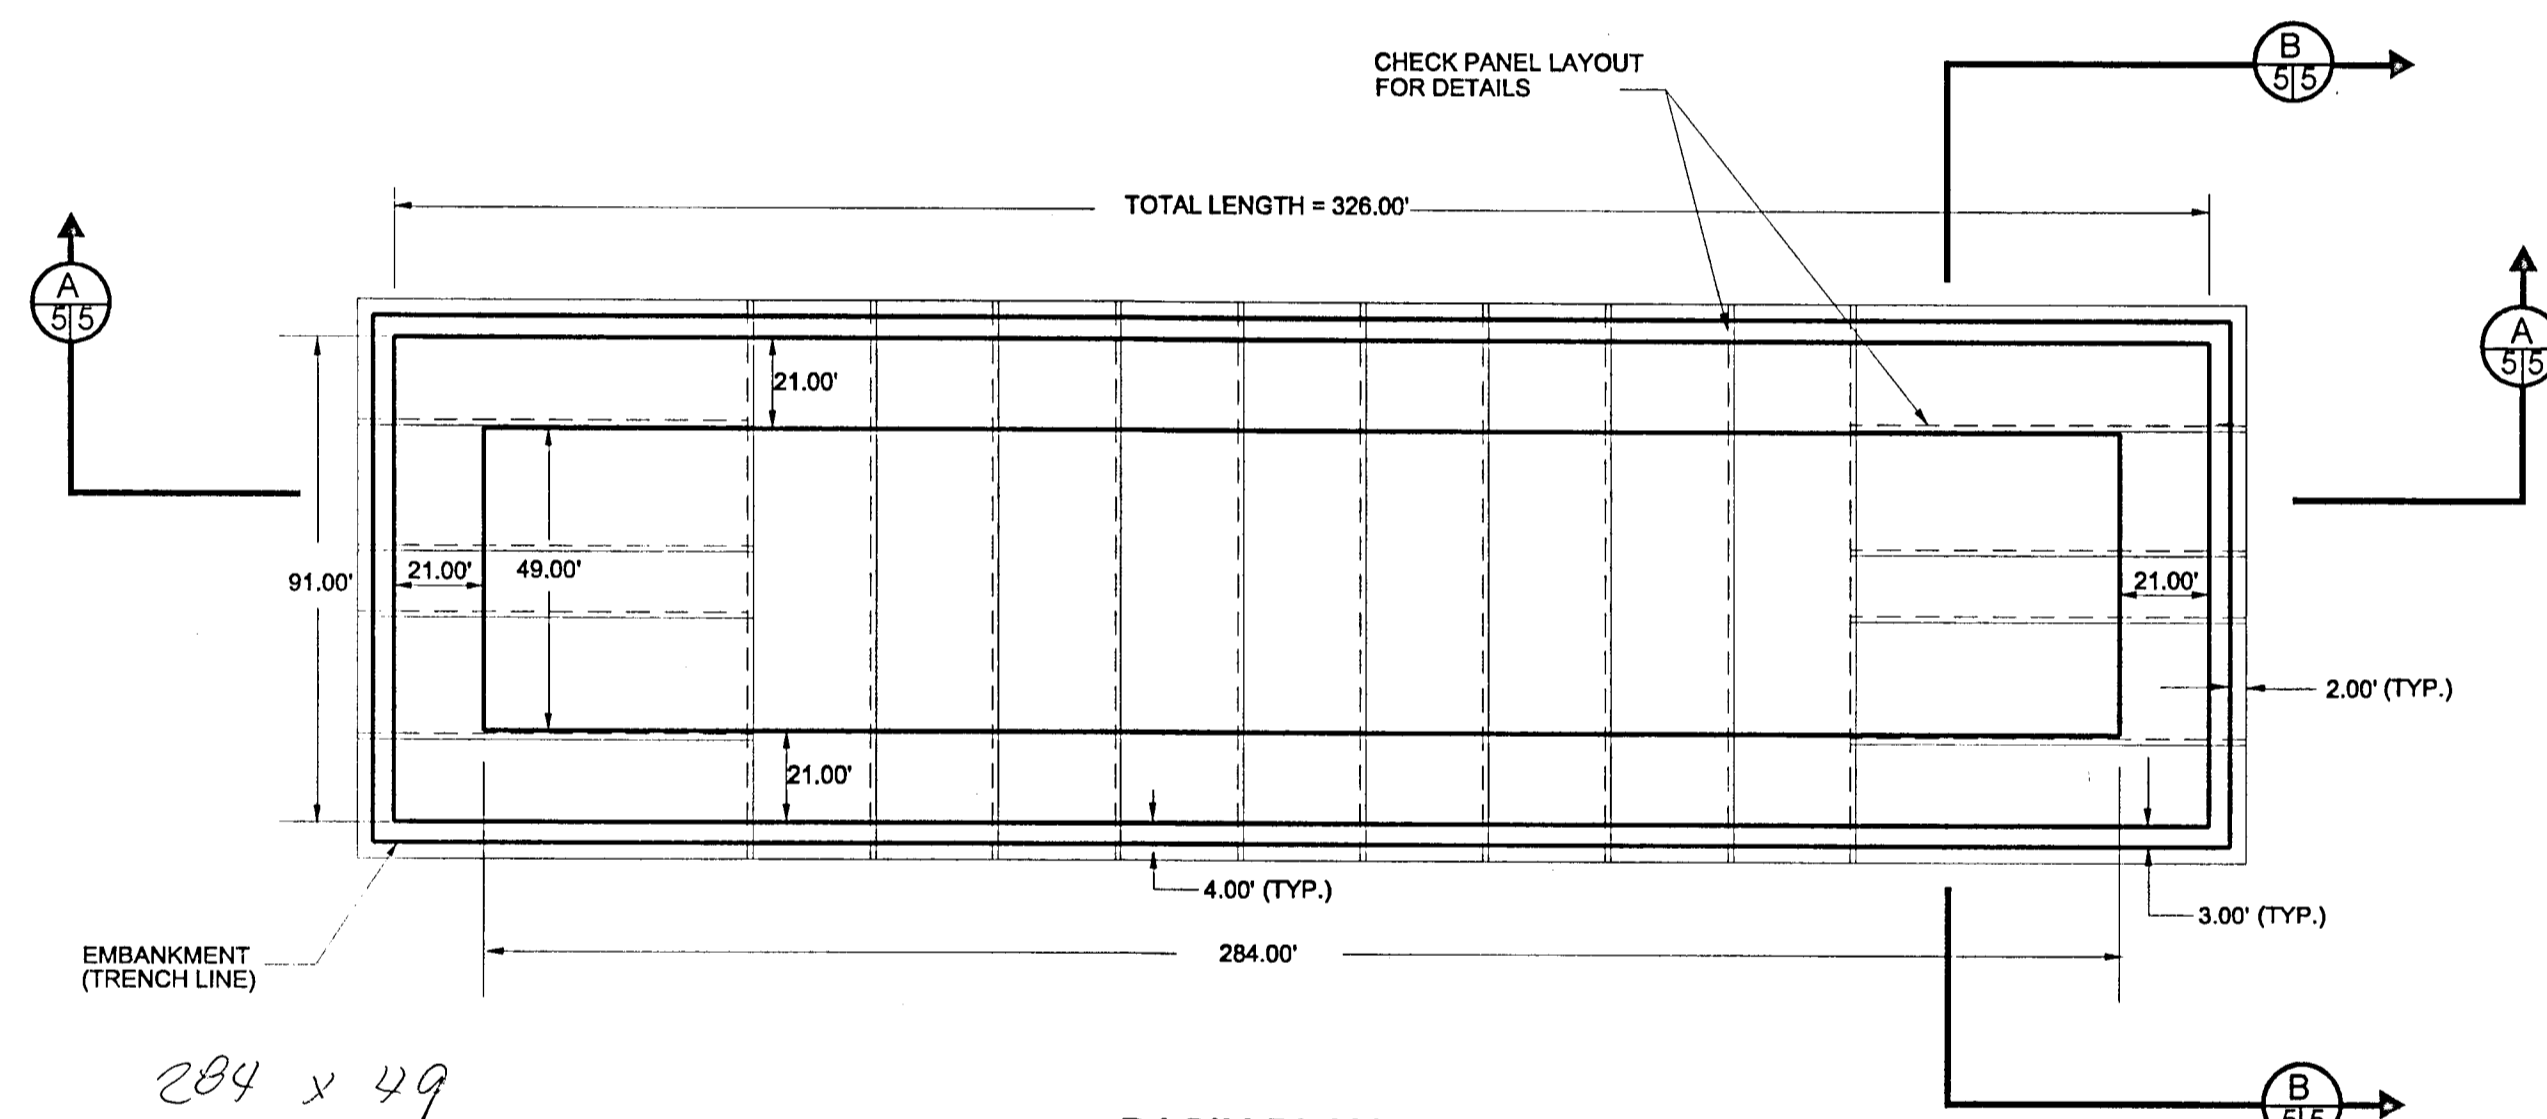 B
5|5
CHECK PANEL LAYOUT
FOR DETAILS
TOTAL LENGTH = 326.00'
A
5|5
A
5|5
21.00'
91.00'
21.00'
49.00'
21.00'
2.00' (TYP.)
21.00'
4.00' (TYP.)
3.00' (TYP.)
EMBANKMENT
(TRENCH LINE)
284.00'
284 x 49
B
5|5